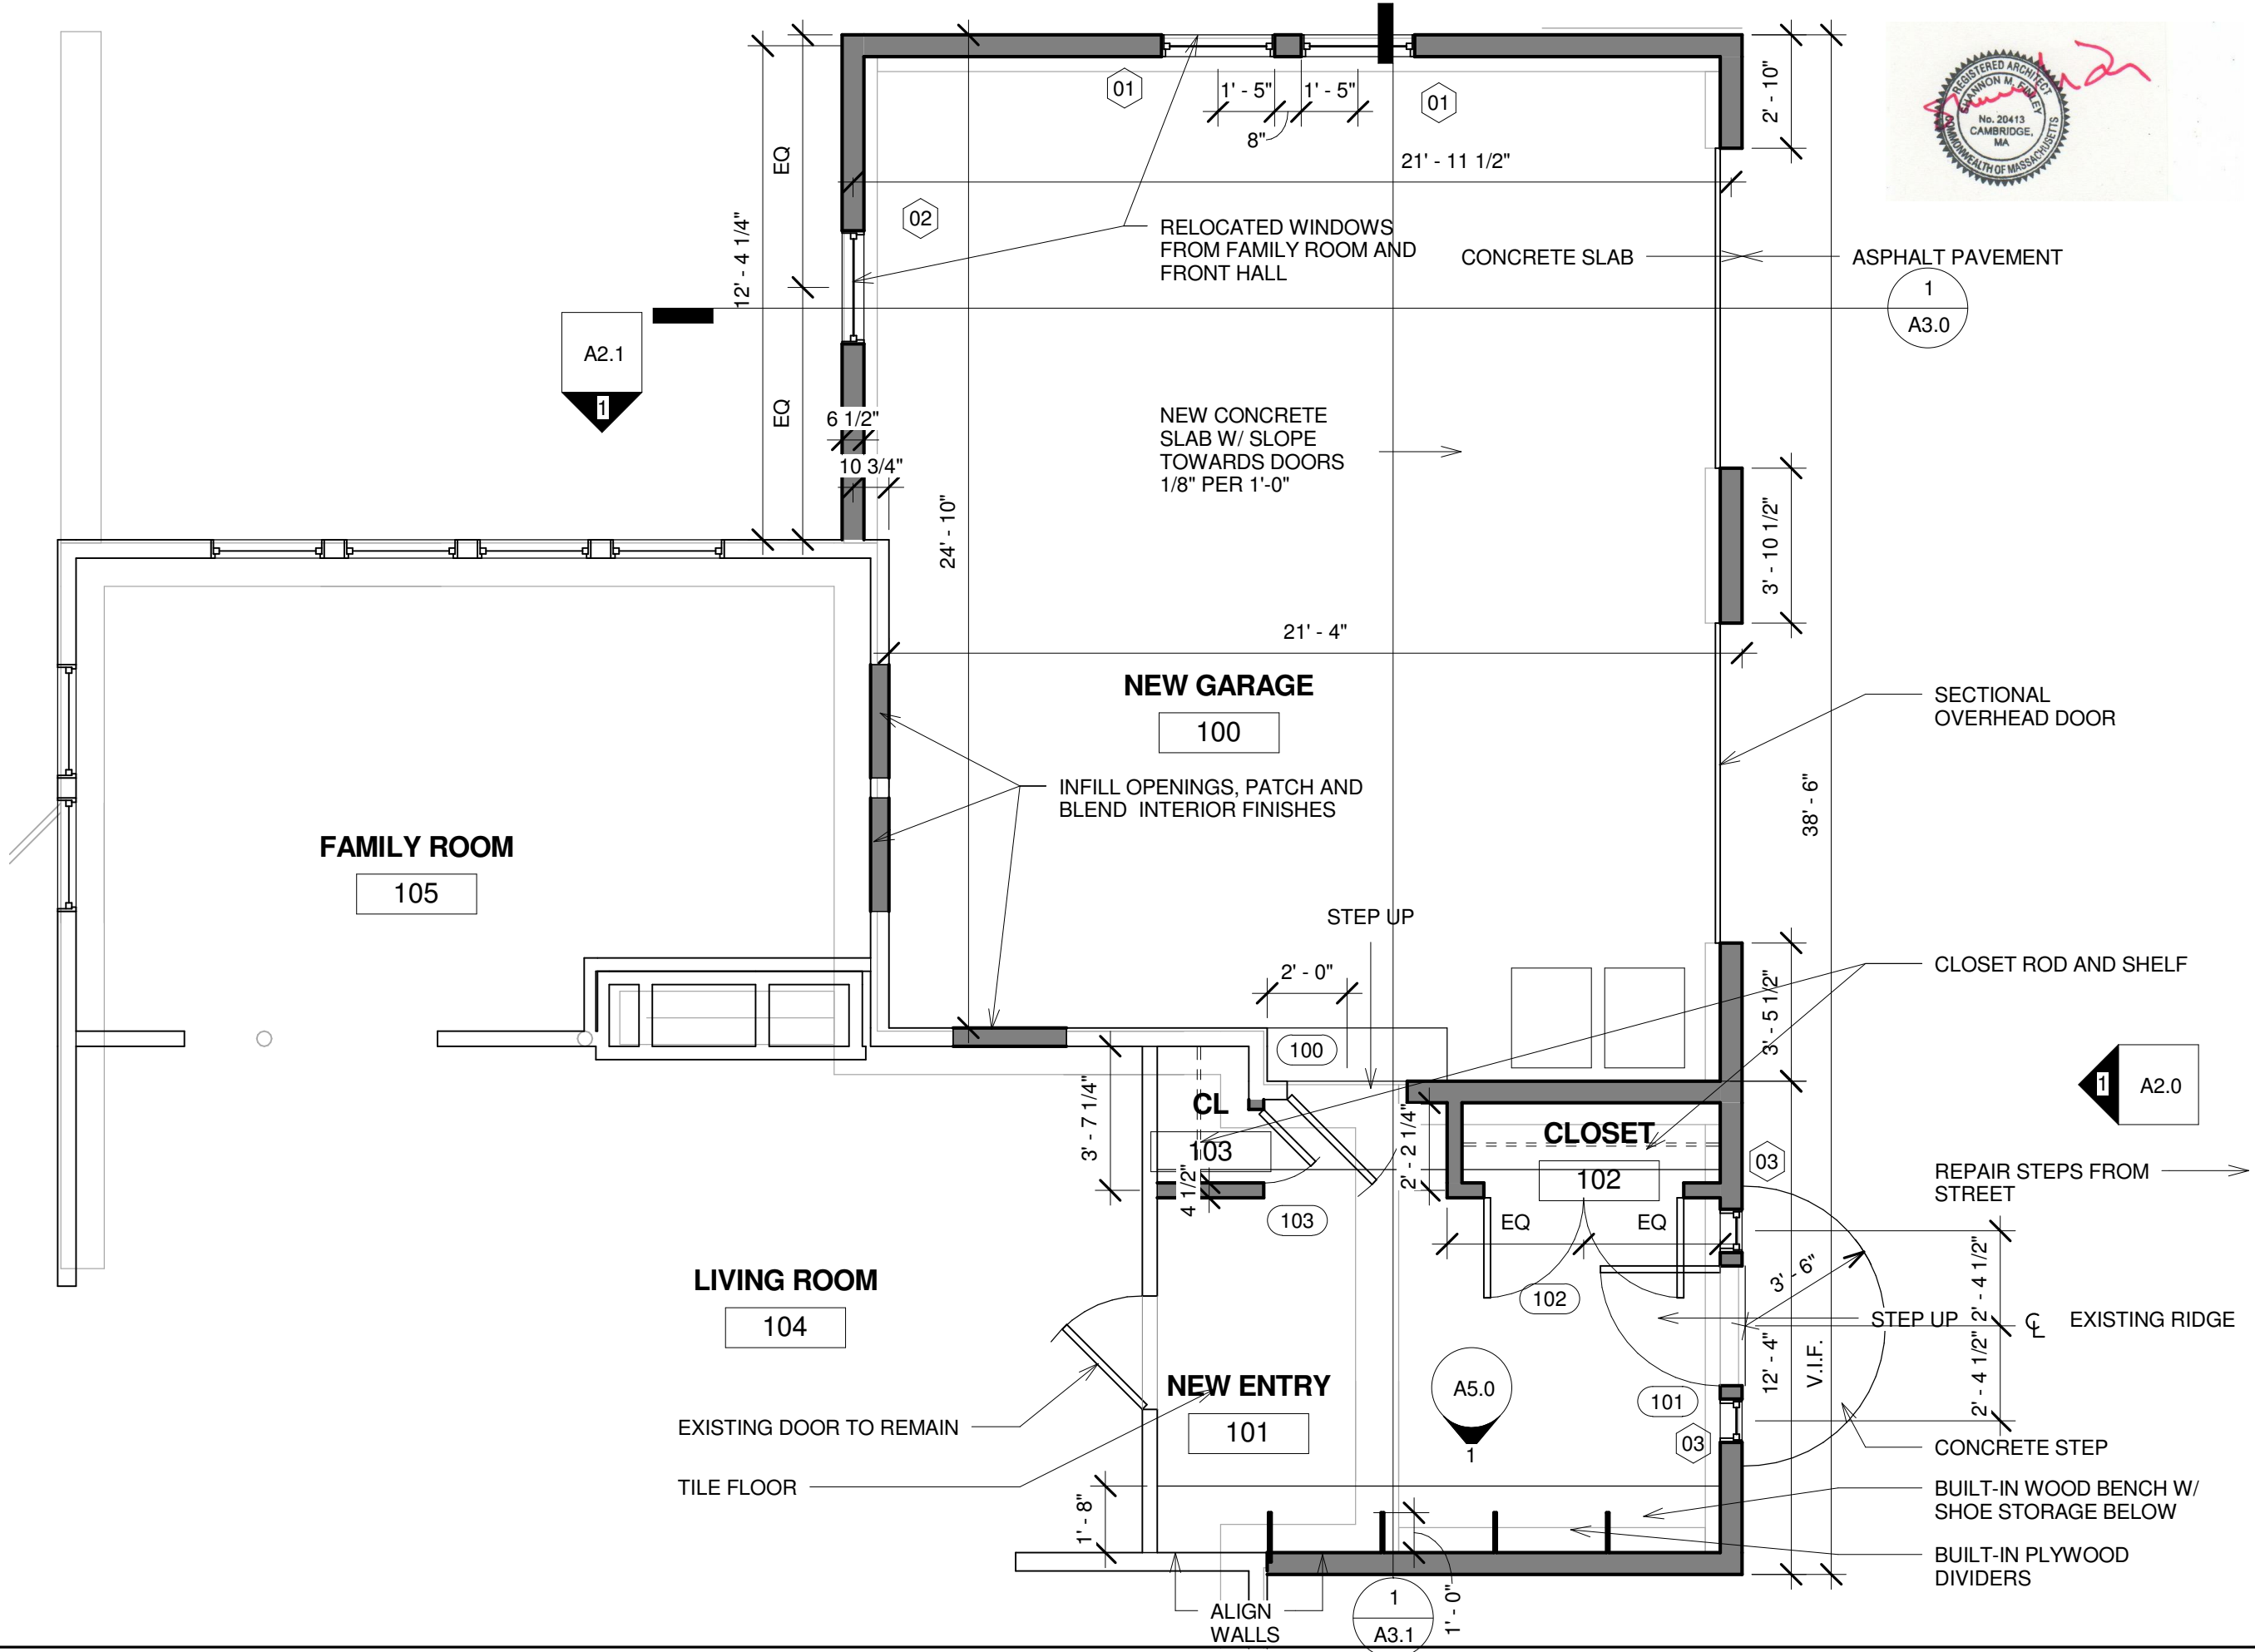 REGISTERED ARCHITECT
SHANNON M. FINLEY
No. 20413
CAMBRIDGE,
MA
COMMONWEALTH OF MASSACHUSETTS
01
1' - 5"
1' - 5"
8"
01
2' - 10"
EQ
12' - 4 1/4"
21' - 11 1/2"
02
RELOCATED WINDOWS
FROM FAMILY ROOM AND
FRONT HALL
CONCRETE SLAB
ASPHALT PAVEMENT
1
A3.0
A2.1
1
EQ
6 1/2"
10 3/4"
NEW CONCRETE
SLAB W/ SLOPE
TOWARDS DOORS
1/8" PER 1'-0"
24' - 10"
3' - 10 1/2"
21' - 4"
NEW GARAGE
100
SECTIONAL
OVERHEAD DOOR
INFILL OPENINGS, PATCH AND
BLEND INTERIOR FINISHES
38' - 6"
FAMILY ROOM
105
STEP UP
2' - 0"
CLOSET ROD AND SHELF
3' - 5 1/2"
100
1
A2.0
3' - 7 1/4"
CL
103
4 1/2"
103
2' - 2 1/4"
CLOSET
102
03
REPAIR STEPS FROM
STREET
EQ
EQ
102
3' - 6"
2' - 4 1/2"
STEP UP
℄
EXISTING RIDGE
2' - 4 1/2"
12' - 4"
V.I.F.
LIVING ROOM
104
NEW ENTRY
101
A5.0
1
101
03
EXISTING DOOR TO REMAIN
TILE FLOOR
CONCRETE STEP
BUILT-IN WOOD BENCH W/
SHOE STORAGE BELOW
BUILT-IN PLYWOOD
DIVIDERS
1' - 8"
1' - 0"
ALIGN
WALLS
1
A3.1